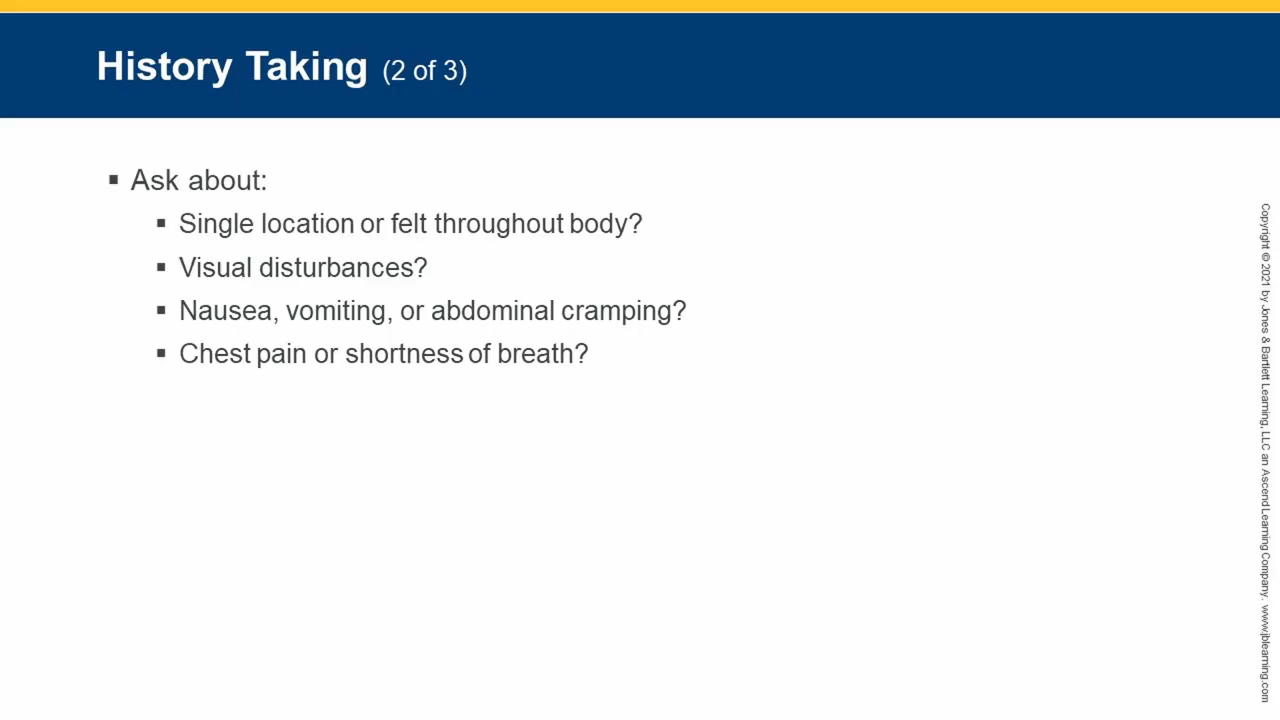 History Taking (2 of 3)
▪ Ask about:
▪ Single location or felt throughout body?
▪ Visual disturbances?
▪ Nausea, vomiting, or abdominal cramping?
▪ Chest pain or shortness of breath?
Copyright © 2021 by Jones & Bartlett Learning, LLC an Ascend Learning Company. www.jblearning.com